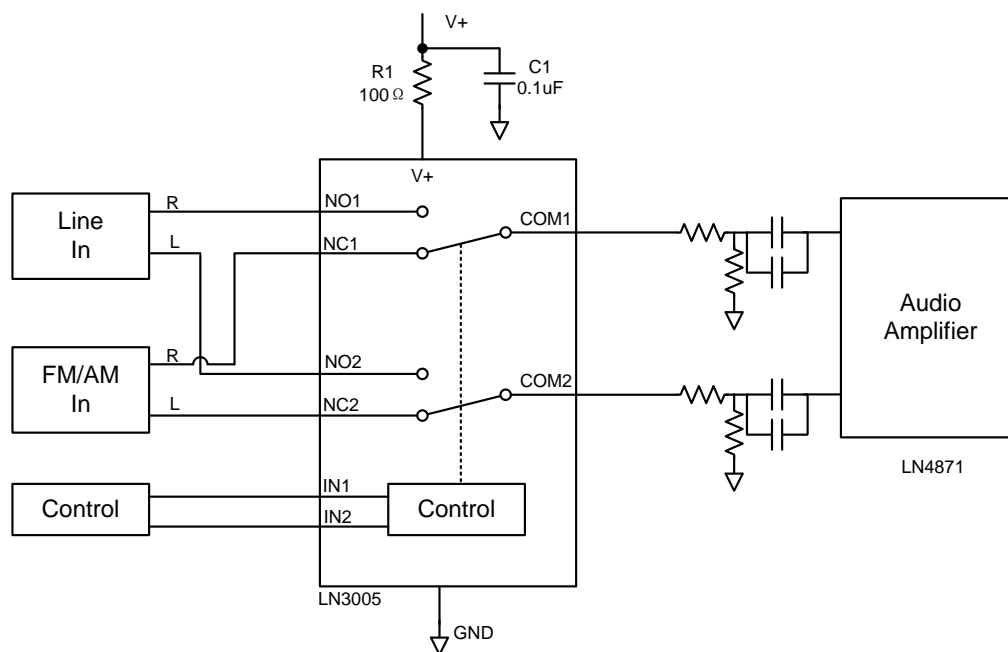 V+
R1
100Ω
C1
0.1uF
V+
Line
In
R
L
NO1
NC1
COM1
FM/AM
In
R
L
NO2
NC2
COM2
Audio
Amplifier
LN4871
Control
IN1
IN2
Control
LN3005
GND